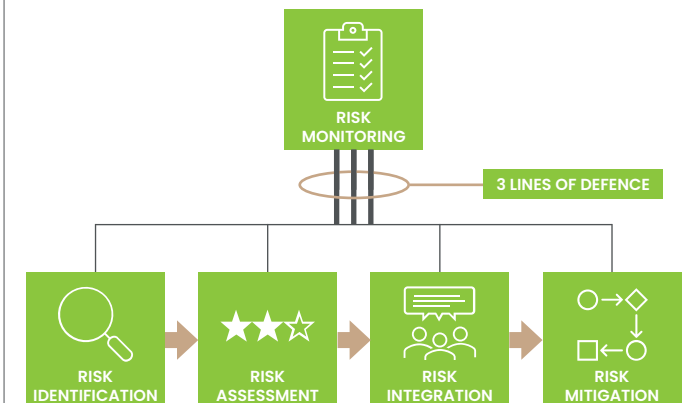 RISK
MONITORING
3 LINES OF DEFENCE
RISK
IDENTIFICATION
RISK
ASSESSMENT
RISK
INTEGRATION
RISK
MITIGATION